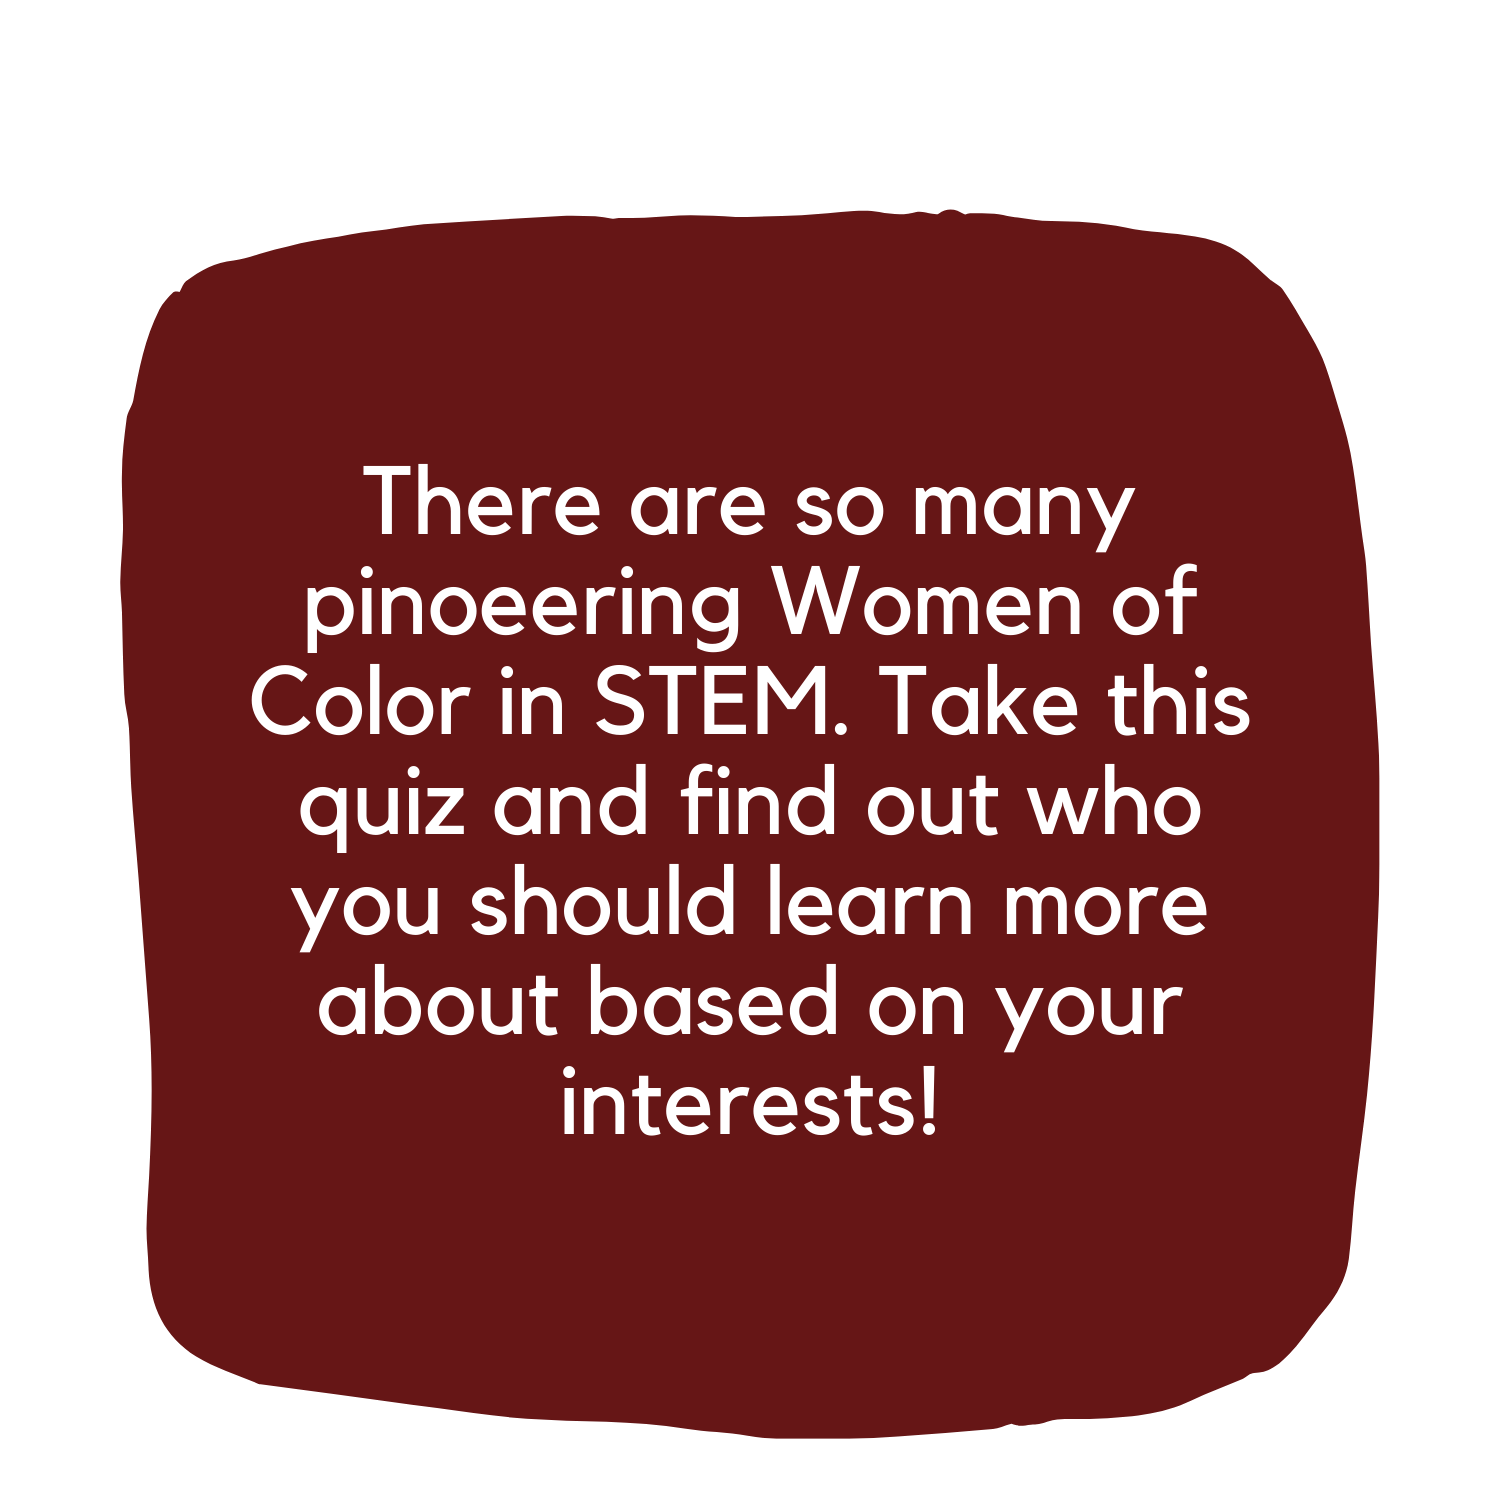 There are so many
pinoeering Women of
Color in STEM. Take this
quiz and find out who
you should learn more
about based on your
interests!